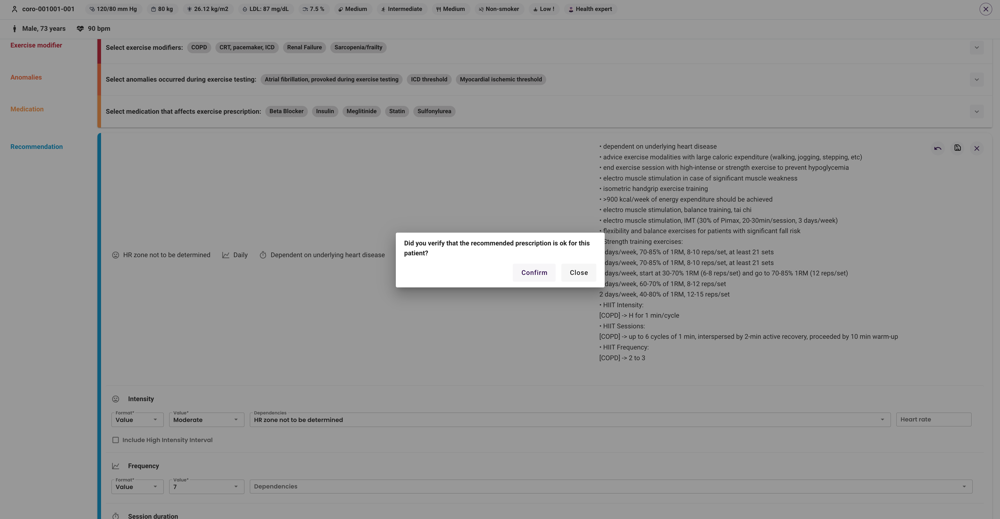 coro-001001-001 120/80 mm Hg 80 kg 26.12 kg/m2 LDL: 87 mg/dL 7.5 % Medium Intermediate Medium Non-smoker Low ! Health expert
Male, 73 years 90 bpm
Exercise modifier
Select exercise modifiers: COPD CRT, pacemaker, ICD Renal Failure Sarcopenia/frailty
Anomalies
Select anomalies occurred during exercise testing: Atrial fibrillation, provoked during exercise testing ICD threshold Myocardial ischemic threshold
Medication
Select medication that affects exercise prescription: Beta Blocker Insulin Meglitinide Statin Sulfonylurea
Recommendation
HR zone not to be determined Daily Dependent on underlying heart disease
• dependent on underlying heart disease
• advice exercise modalities with large caloric expenditure (walking, jogging, stepping, etc)
• end exercise session with high-intense or strength exercise to prevent hypoglycemia
• electro muscle stimulation in case of significant muscle weakness
• isometric handgrip exercise training
• >900 kcal/week of energy expenditure should be achieved
• electro muscle stimulation, balance training, tai chi
• electro muscle stimulation, IMT (30% of Pimax, 20-30min/session, 3 days/week)
• flexibility and balance exercises for patients with significant fall risk
Strength training exercises:
days/week, 70-85% of 1RM, 8-10 reps/set, at least 21 sets
days/week, 70-85% of 1RM, 8-10 reps/set, at least 21 sets
days/week, start at 30-70% 1RM (6-8 reps/set) and go to 70-85% 1RM (12 reps/set)
days/week, 60-70% of 1RM, 8-12 reps/set
2 days/week, 40-80% of 1RM, 12-15 reps/set
• HIIT Intensity:
[COPD] -> H for 1 min/cycle
• HIIT Sessions:
[COPD] -> up to 6 cycles of 1 min, interspersed by 2-min active recovery, proceeded by 10 min warm-up
• HIIT Frequency:
[COPD] -> 2 to 3
Did you verify that the recommended prescription is ok for this
patient?
Confirm Close
Intensity
Format* Value* Dependencies
Value Moderate HR zone not to be determined Heart rate
Include High Intensity Interval
Frequency
Format* Value*
Value 7 Dependencies
Session duration